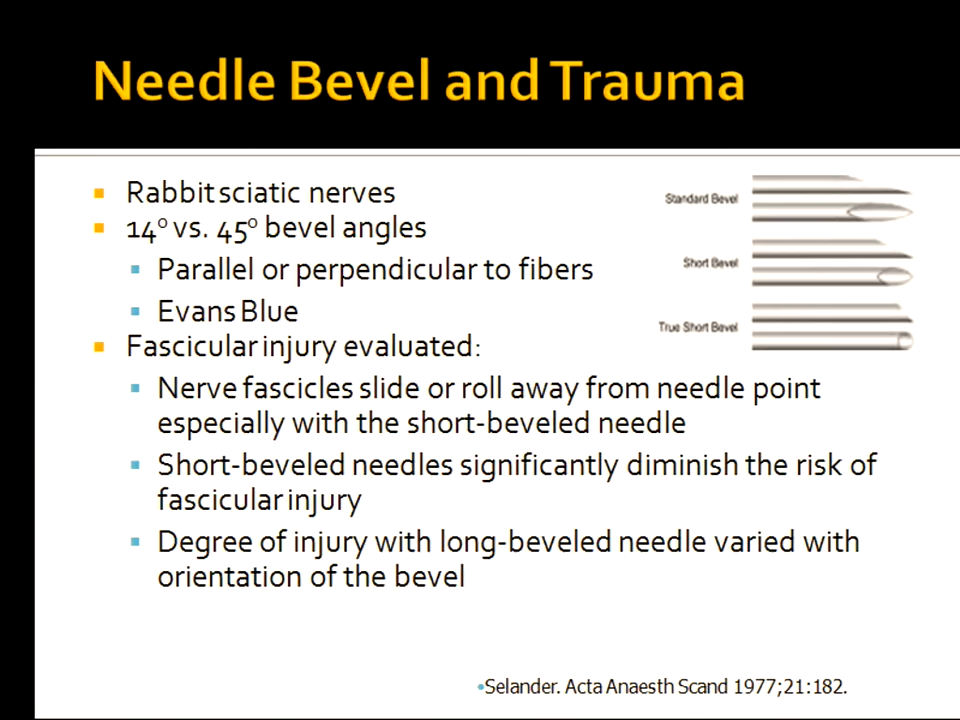 Needle Bevel and Trauma
Rabbit sciatic nerves
14° vs. 45° bevel angles
Parallel or perpendicular to fibers
Evans Blue
Fascicular injury evaluated:
Nerve fascicles slide or roll away from needle point
especially with the short-beveled needle
Short-beveled needles significantly diminish the risk of
fascicular injury
Degree of injury with long-beveled needle varied with
orientation of the bevel
Standard Bevel
Short Bevel
True Short Bevel
•Selander. Acta Anaesth Scand 1977;21:182.